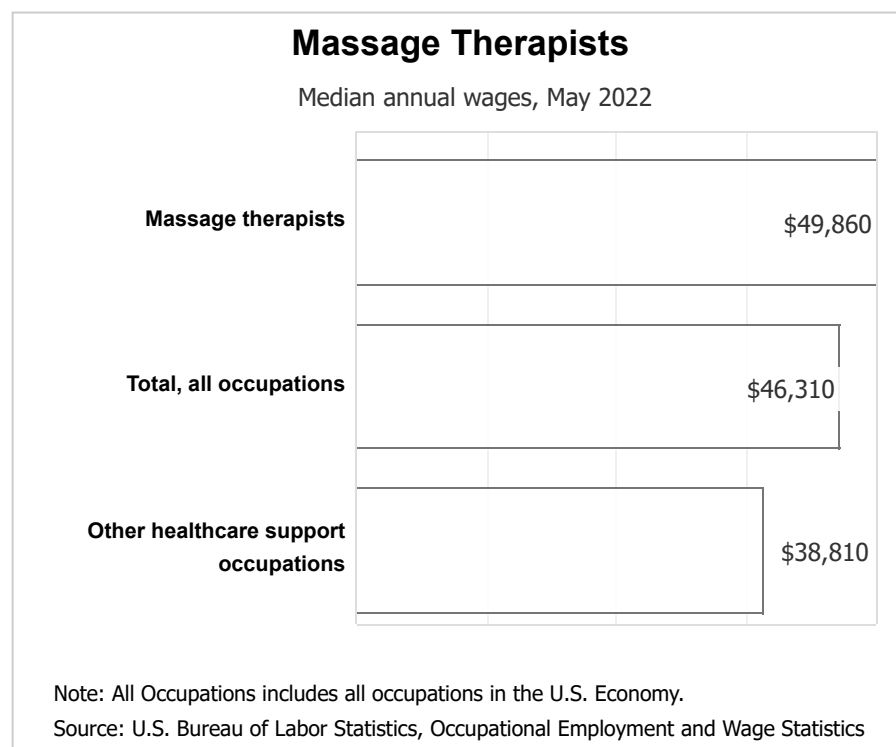 Massage Therapists
Median annual wages, May 2022
Massage therapists
$49,860
Total, all occupations
$46,310
Other healthcare support
occupations
$38,810
Note: All Occupations includes all occupations in the U.S. Economy.
Source: U.S. Bureau of Labor Statistics, Occupational Employment and Wage Statistics